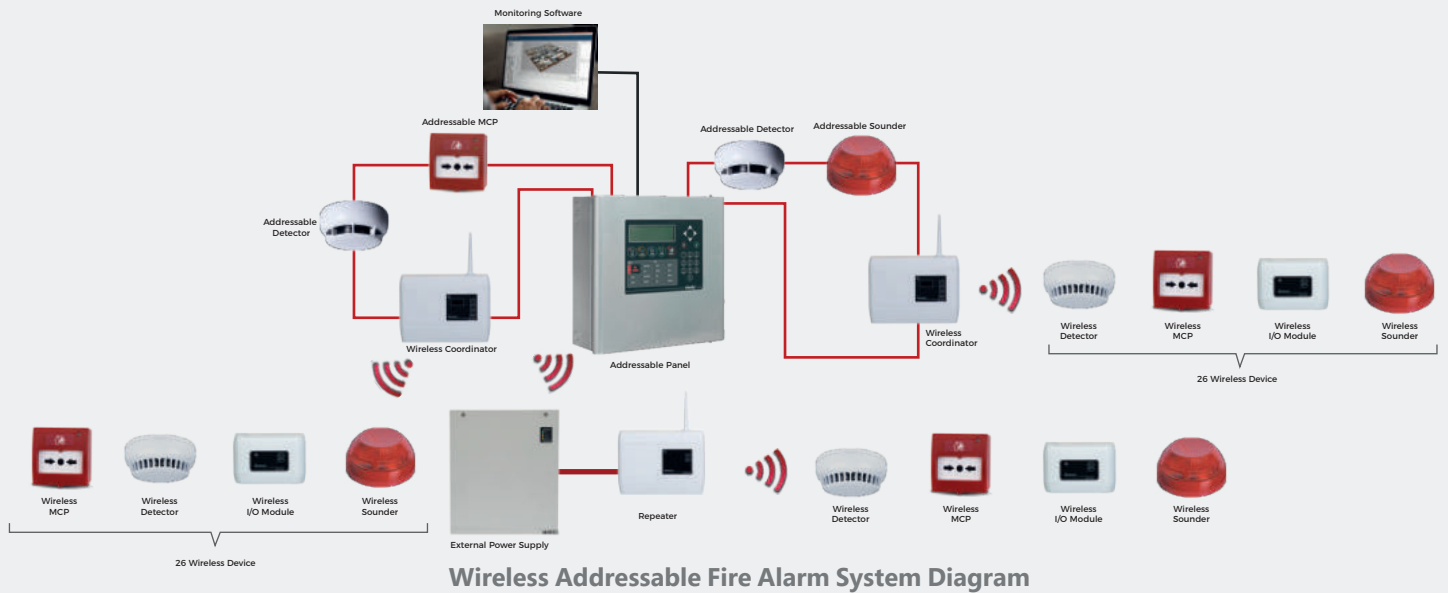 Monitoring Software
Addressable MCP
Addressable Detector
Addressable Sounder
Addressable
Detector
Wireless Coordinator
Addressable Panel
Wireless
Coordinator
Wireless
Detector
Wireless
MCP
Wireless
I/O Module
Wireless
Sounder
26 Wireless Device
Wireless
MCP
Wireless
Detector
Wireless
I/O Module
Wireless
Sounder
26 Wireless Device
External Power Supply
Repeater
Wireless
Detector
Wireless
MCP
Wireless
I/O Module
Wireless
Sounder
Wireless Addressable Fire Alarm System Diagram